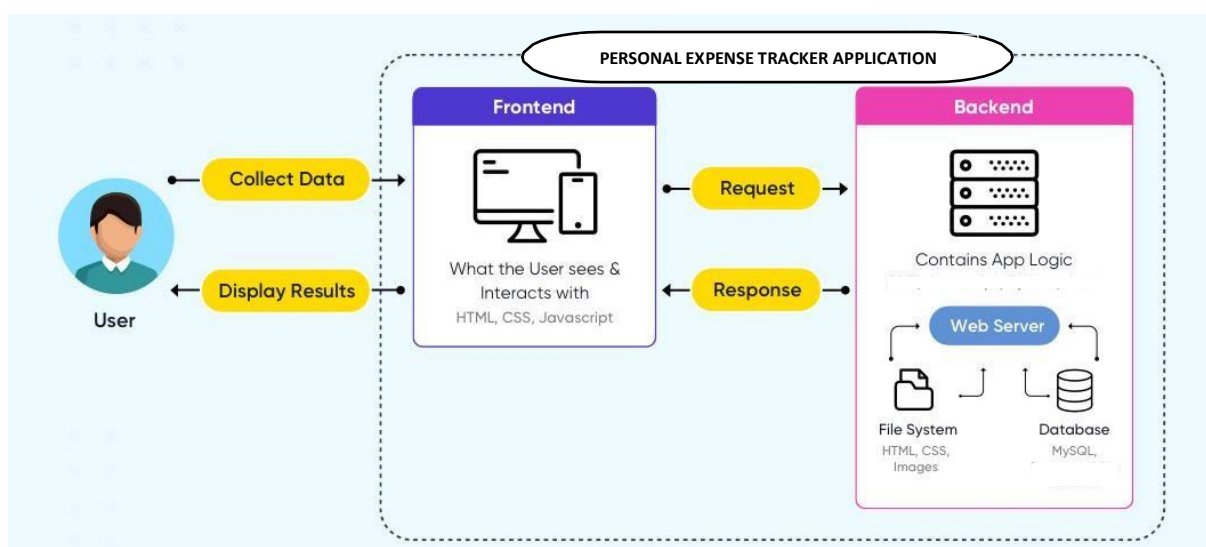 PERSONAL EXPENSE TRACKER APPLICATION
Frontend
Backend
Collect Data
Request
What the User sees &
Interacts with
HTML, CSS, Javascript
Contains App Logic
Display Results
Response
User
Web Server
File System
HTML, CSS,
Images
Database
MySQL,